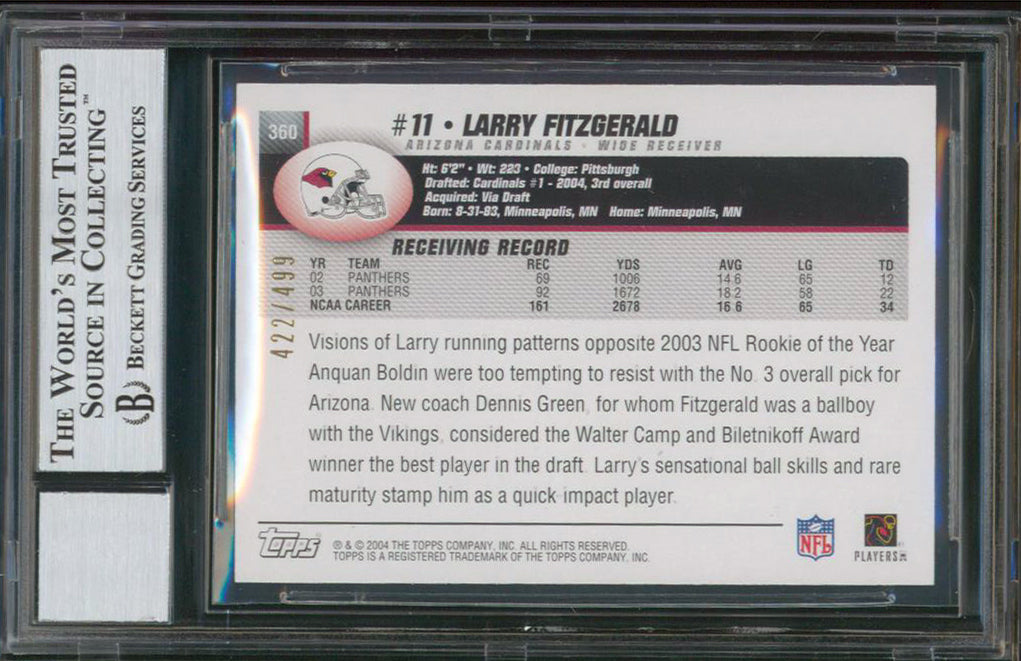 THE WORLD'S MOST TRUSTED
SOURCE IN COLLECTING™
BECKETT GRADING SERVICES
B
360
#11 • LARRY FITZGERALD
ARIZONA CARDINALS • WIDE RECEIVER
Ht: 6'2" • Wt: 223 • College: Pittsburgh
Drafted: Cardinals #1 - 2004, 3rd overall
Acquired: Via Draft
Born: 8-31-83, Minneapolis, MN Home: Minneapolis, MN
RECEIVING RECORD
YR TEAM REC YDS AVG LG TD
02 PANTHERS 69 1006 14.6 65 12
03 PANTHERS 92 1672 18.2 58 22
NCAA CAREER 161 2678 16.6 65 34
422/499
Visions of Larry running patterns opposite 2003 NFL Rookie of the Year
Anquan Boldin were too tempting to resist with the No. 3 overall pick for
Arizona. New coach Dennis Green, for whom Fitzgerald was a ballboy
with the Vikings, considered the Walter Camp and Biletnikoff Award
winner the best player in the draft. Larry's sensational ball skills and rare
maturity stamp him as a quick impact player.
Topps
® & © 2004 THE TOPPS COMPANY, INC. ALL RIGHTS RESERVED.
TOPPS IS A REGISTERED TRADEMARK OF THE TOPPS COMPANY, INC.
NFL
PLAYERS INC